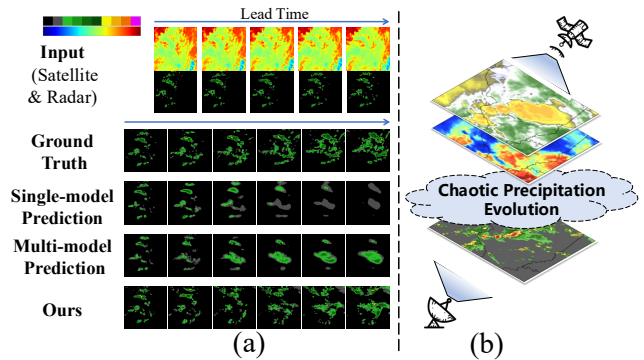 Lead Time
Input
(Satellite
& Radar)
Ground
Truth
Single-model
Prediction
Multi-model
Prediction
Ours
(a)
Chaotic Precipitation
Evolution
(b)